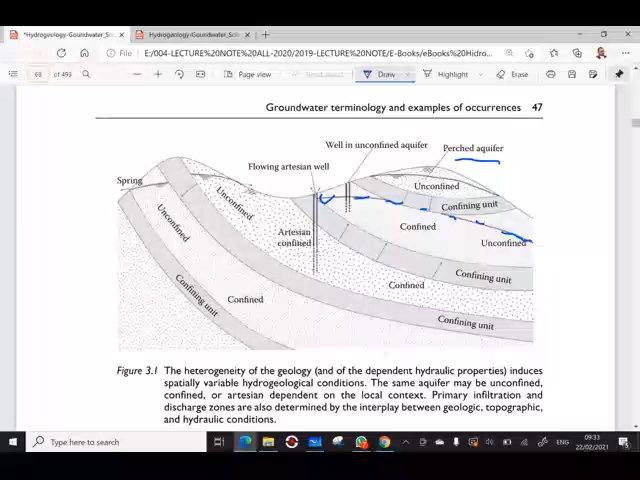 *Hydrogeology-Groundwater_Scie
Hydrogeology-Groundwater_Scie
File
E:/004-LECTURE%20NOTE%20ALL-2020/2019-LECTURE%20NOTE/E-Books/eBooks%20Hidro...
68 of 493
Page view
Read aloud
Draw
Highlight
Erase
Groundwater terminology and examples of occurrences 47
Well in unconfined aquifer
Perched aquifer
Flowing artesian well
Spring
Unconfined
Unconfined
Confining unit
Unconfined
Artesian
confined
Confined
Unconfined
Confining unit
Confined
Confined
Confining
unit
Confining unit
Figure 3.1 The heterogeneity of the geology (and of the dependent hydraulic properties) induces
spatially variable hydrogeological conditions. The same aquifer may be unconfined,
confined, or artesian dependent on the local context. Primary infiltration and
discharge zones are also determined by the interplay between geologic, topographic,
and hydraulic conditions.
Type here to search
ENG
09:33
22/02/2021